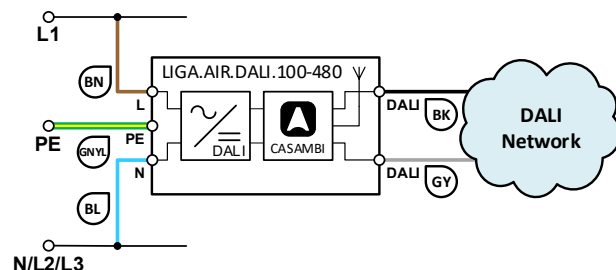 L1
BN
LIGA.AIR.DALI.100-480
L
DALI
BK
PE
GNYL
PE
DALI
CASAMBI
DALI
Network
N
DALI
GY
BL
N/L2/L3